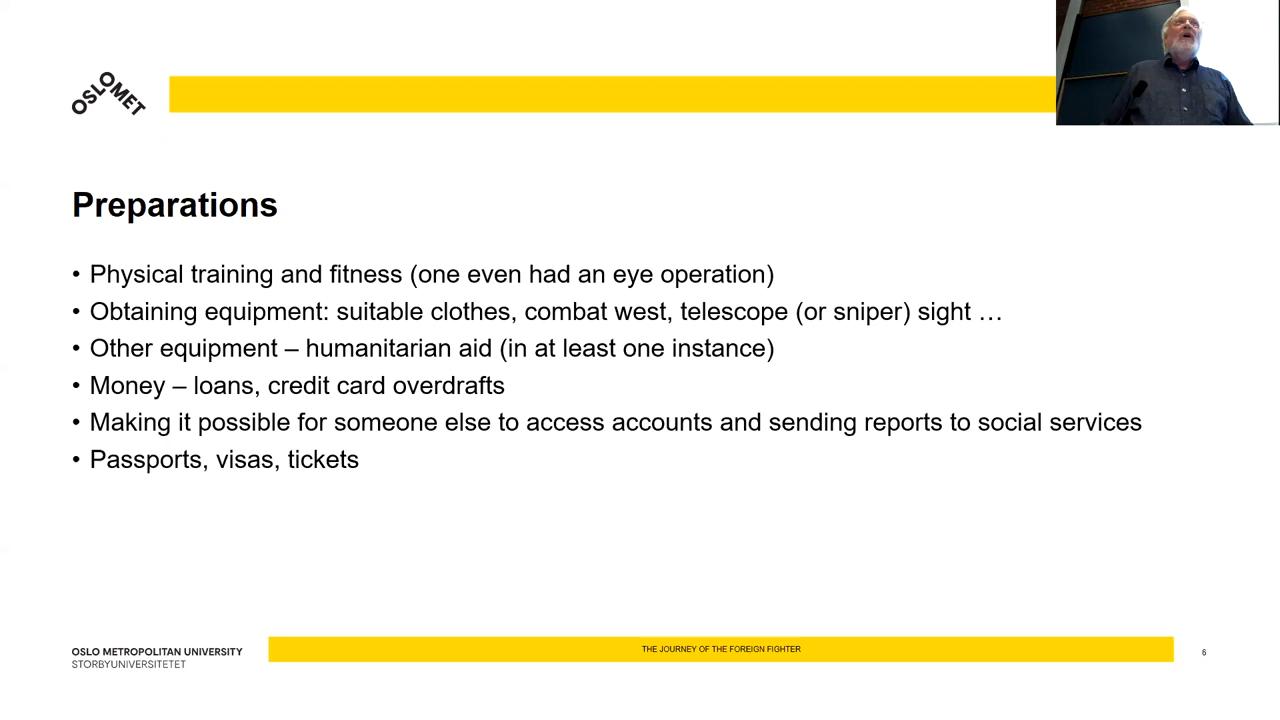 OSLOMET
Preparations
• Physical training and fitness (one even had an eye operation)
• Obtaining equipment: suitable clothes, combat west, telescope (or sniper) sight …
• Other equipment – humanitarian aid (in at least one instance)
• Money – loans, credit card overdrafts
• Making it possible for someone else to access accounts and sending reports to social services
• Passports, visas, tickets
OSLO METROPOLITAN UNIVERSITY
STORBYUNIVERSITETET
THE JOURNEY OF THE FOREIGN FIGHTER
6